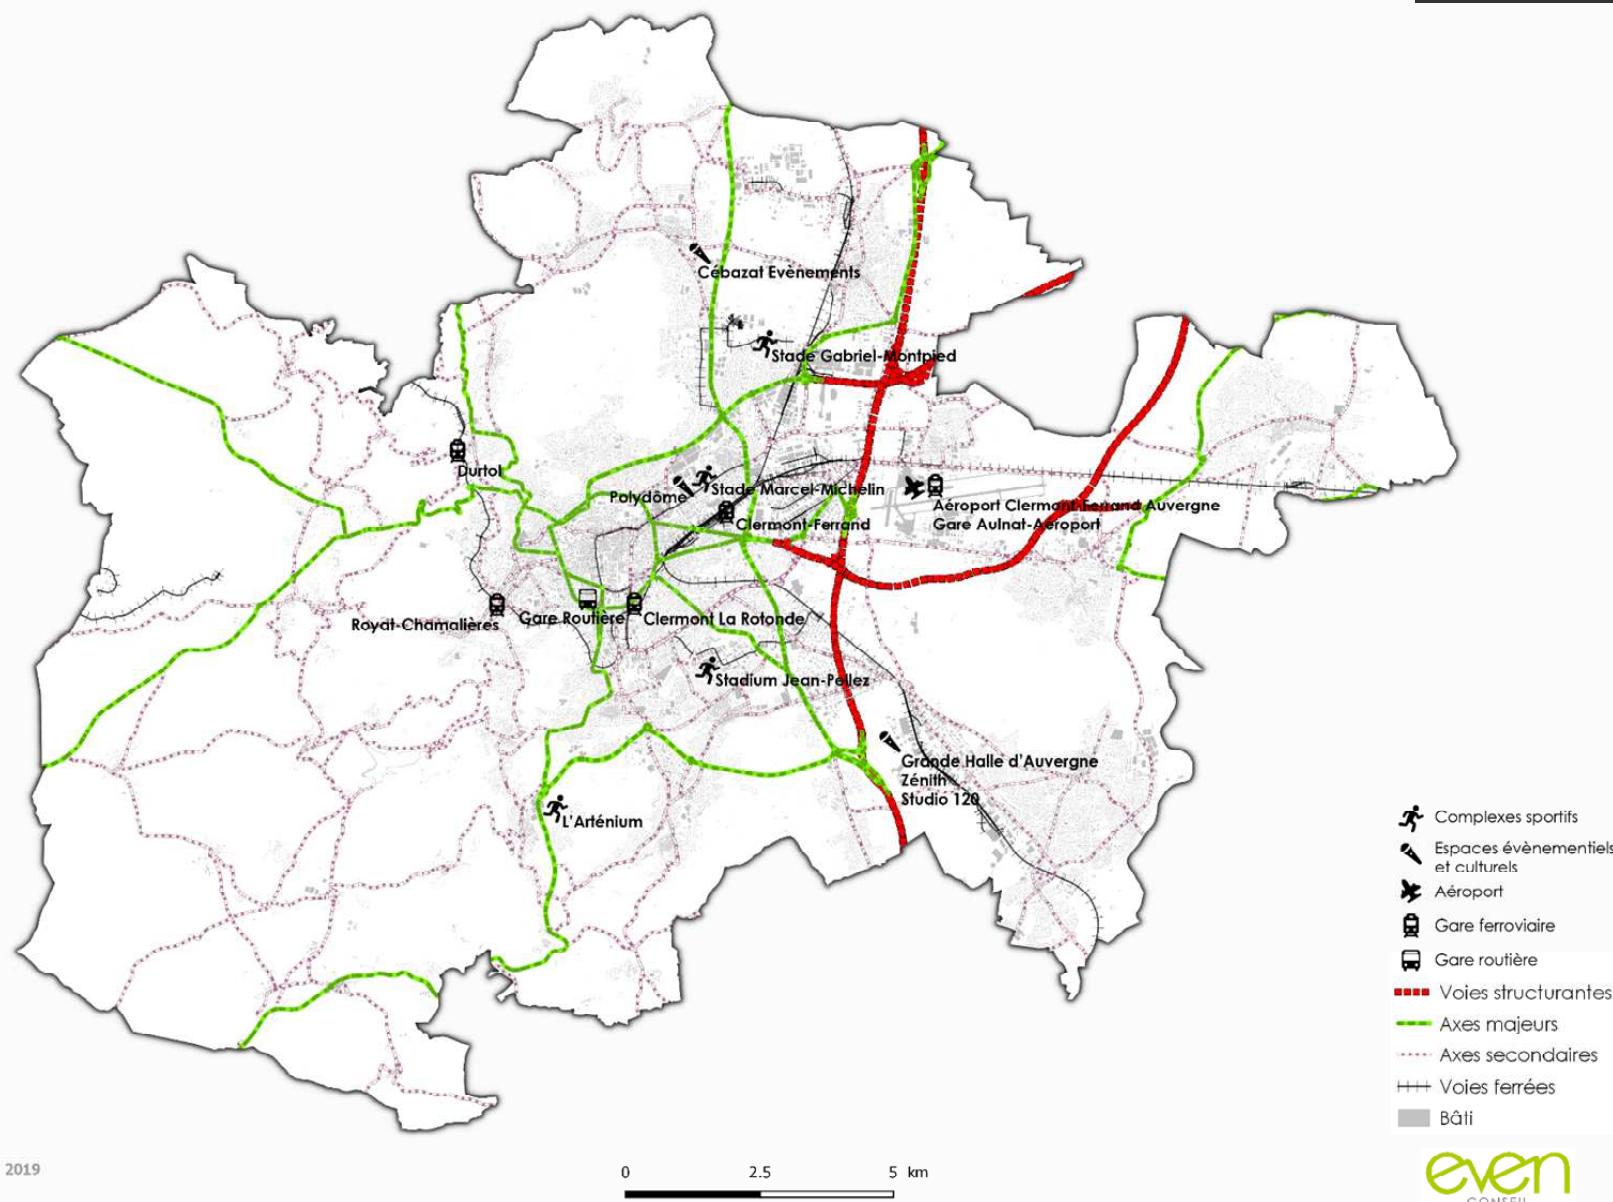 Cébazat Evènements
Stade Gabriel-Montpied
Durtol
Polydôme
Stade Marcel-Michelin
Clermont-Ferrand
Aéroport Clermont-Ferrand Auvergne
Gare Aulnat-Aéroport
Royat-Chamalières
Gare Routière
Clermont La Rotonde
Stadium Jean-Pellez
Grande Halle d'Auvergne
Zénith
Studio 120
L'Arténium
Complexes sportifs
Espaces évènementiels
et culturels
Aéroport
Gare ferroviaire
Gare routière
Voies structurantes
Axes majeurs
Axes secondaires
Voies ferrées
Bâti
2019
0 2.5 5 km
even
CONSEIL